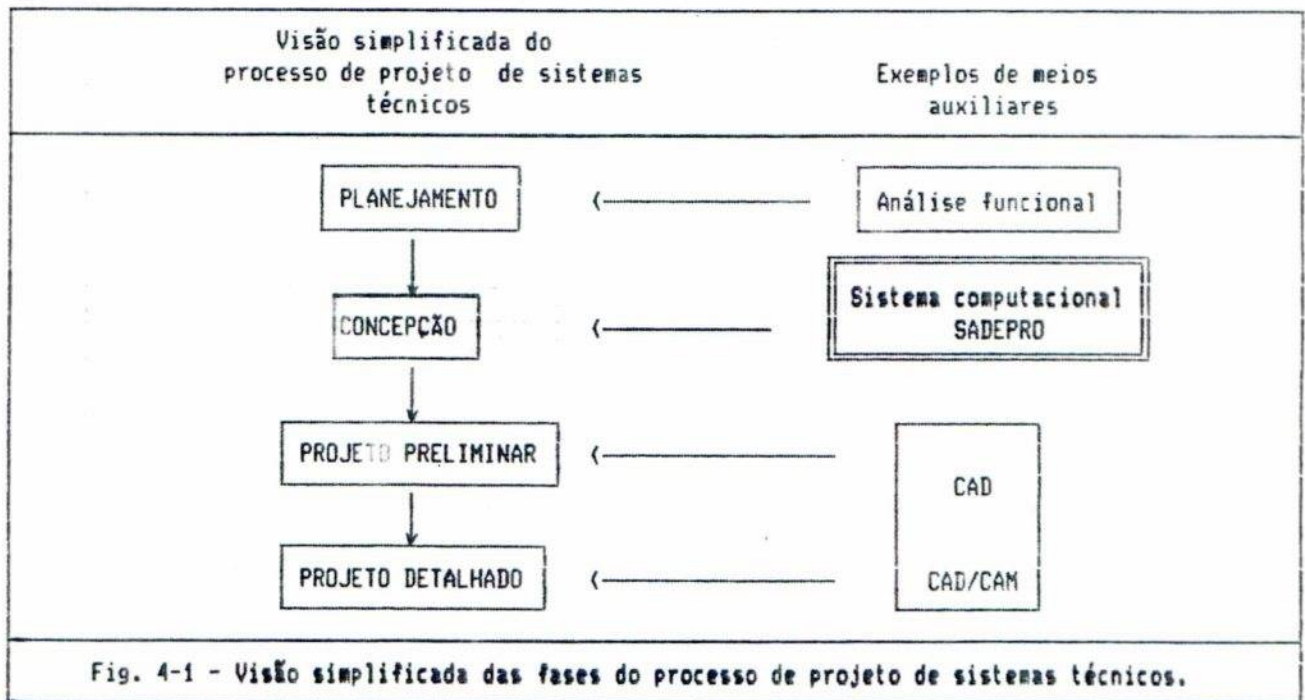 Visão simplificada do
processo de projeto de sistemas
técnicos
Exemplos de meios
auxiliares
PLANEJAMENTO
Análise funcional
CONCEPÇÃO
Sistema computacional
SADEPRO
PROJETO PRELIMINAR
CAD
PROJETO DETALHADO
CAD/CAM
Fig. 4-1 - Visão simplificada das fases do processo de projeto de sistemas técnicos.